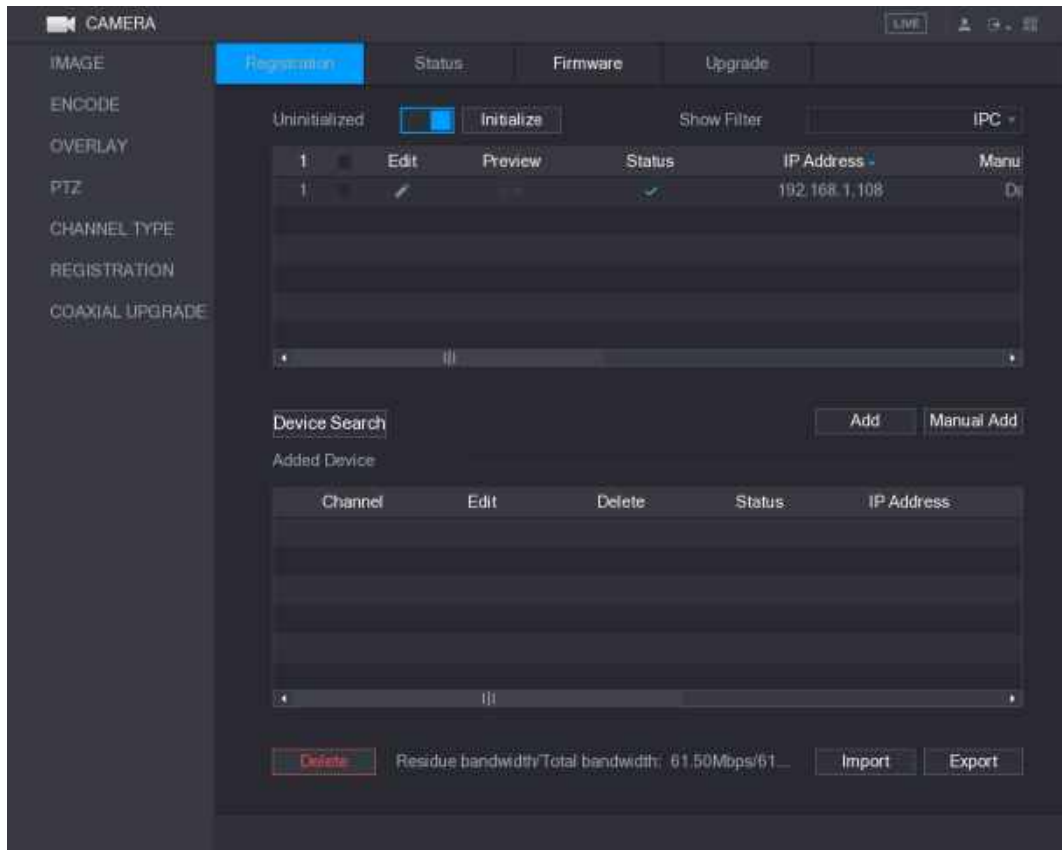 CAMERA
LIVE
IMAGE
ENCODE
OVERLAY
PTZ
CHANNEL TYPE
REGISTRATION
COAXIAL UPGRADE
Registration Status Firmware Upgrade
Uninitialized Initialize Show Filter IPC
1 Edit Preview Status IP Address Manu
1 192.168.1.108 
Device Search Add Manual Add
Added Device
Channel Edit Delete Status IP Address
Delete Residue bandwidth/Total bandwidth: 61.50Mbps/61... Import Export